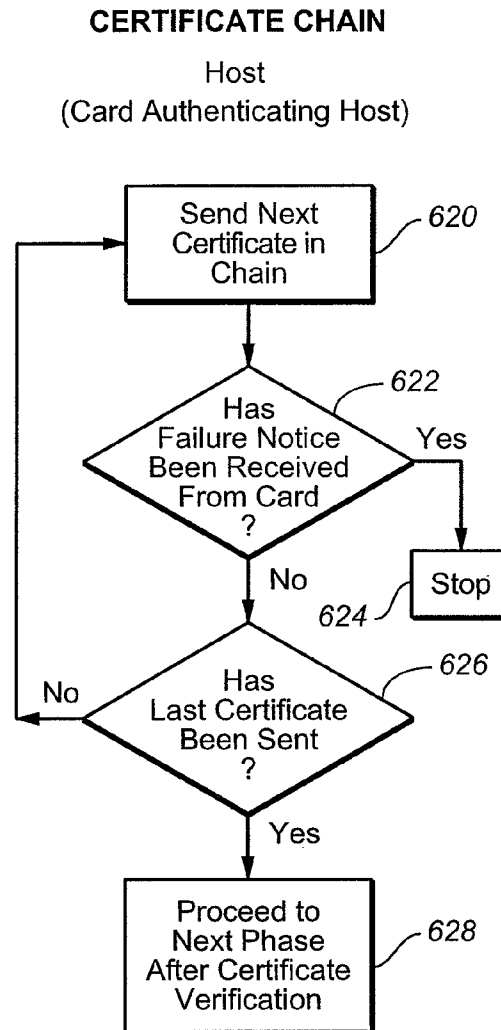 CERTIFICATE CHAIN
Host
(Card Authenticating Host)
Send Next
Certificate in
Chain
620
Has
Failure Notice
Been Received
From Card
?
622
Yes
No
Stop
624
Has
Last Certificate
Been Sent
?
626
No
Yes
Proceed to
Next Phase
After Certificate
Verification
628